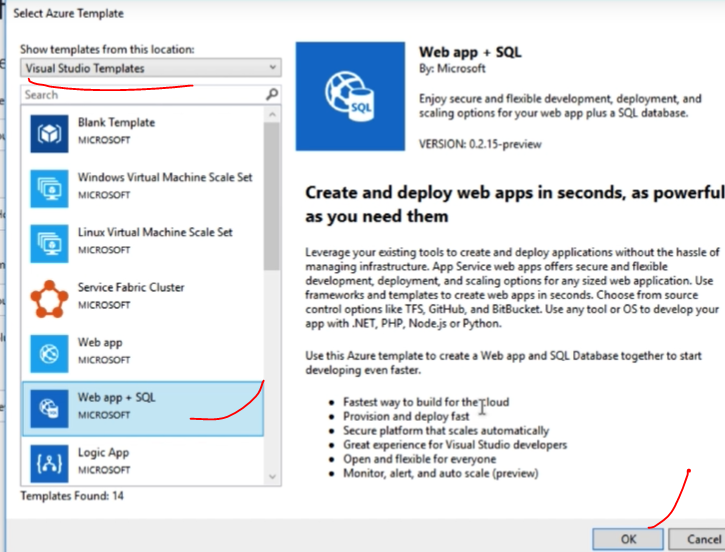 Select Azure Template
Show templates from this location:
Visual Studio Templates
Search
Blank Template
MICROSOFT
Windows Virtual Machine Scale Set
MICROSOFT
Linux Virtual Machine Scale Set
MICROSOFT
Service Fabric Cluster
MICROSOFT
Web app
MICROSOFT
Web app + SQL
MICROSOFT
Logic App
MICROSOFT
Templates Found: 14
SQL
Web app + SQL
By: Microsoft
Enjoy secure and flexible development, deployment, and
scaling options for your web app plus a SQL database.
VERSION: 0.2.15-preview
Create and deploy web apps in seconds, as powerful
as you need them
Leverage your existing tools to create and deploy applications without the hassle of
managing infrastructure. App Service web apps offers secure and flexible
development, deployment, and scaling options for any sized web application. Use
frameworks and templates to create web apps in seconds. Choose from source
control options like TFS, GitHub, and BitBucket. Use any tool or OS to develop your
app with .NET, PHP, Node.js or Python.
Use this Azure template to create a Web app and SQL Database together to start
developing even faster.
• Fastest way to build for the cloud
• Provision and deploy fast
• Secure platform that scales automatically
• Great experience for Visual Studio developers
• Open and flexible for everyone
• Monitor, alert, and auto scale (preview)
OK
Cancel